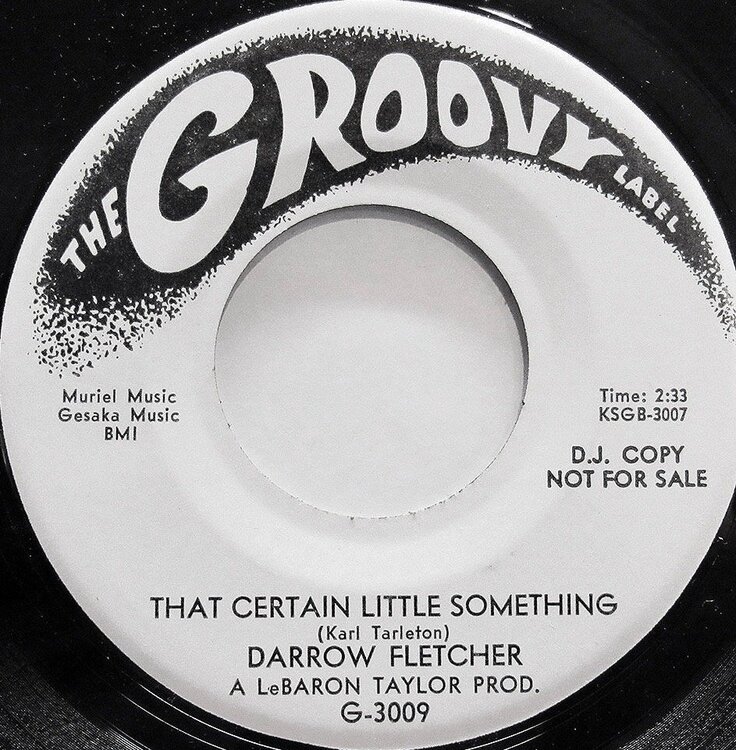 THE GROOVY LABEL
Muriel Music
Gesaka Music
BMI
Time: 2:33
KSGB-3007
D.J. COPY
NOT FOR SALE
THAT CERTAIN LITTLE SOMETHING
(Karl Tarleton)
DARROW FLETCHER
A LeBARON TAYLOR PROD.
G-3009